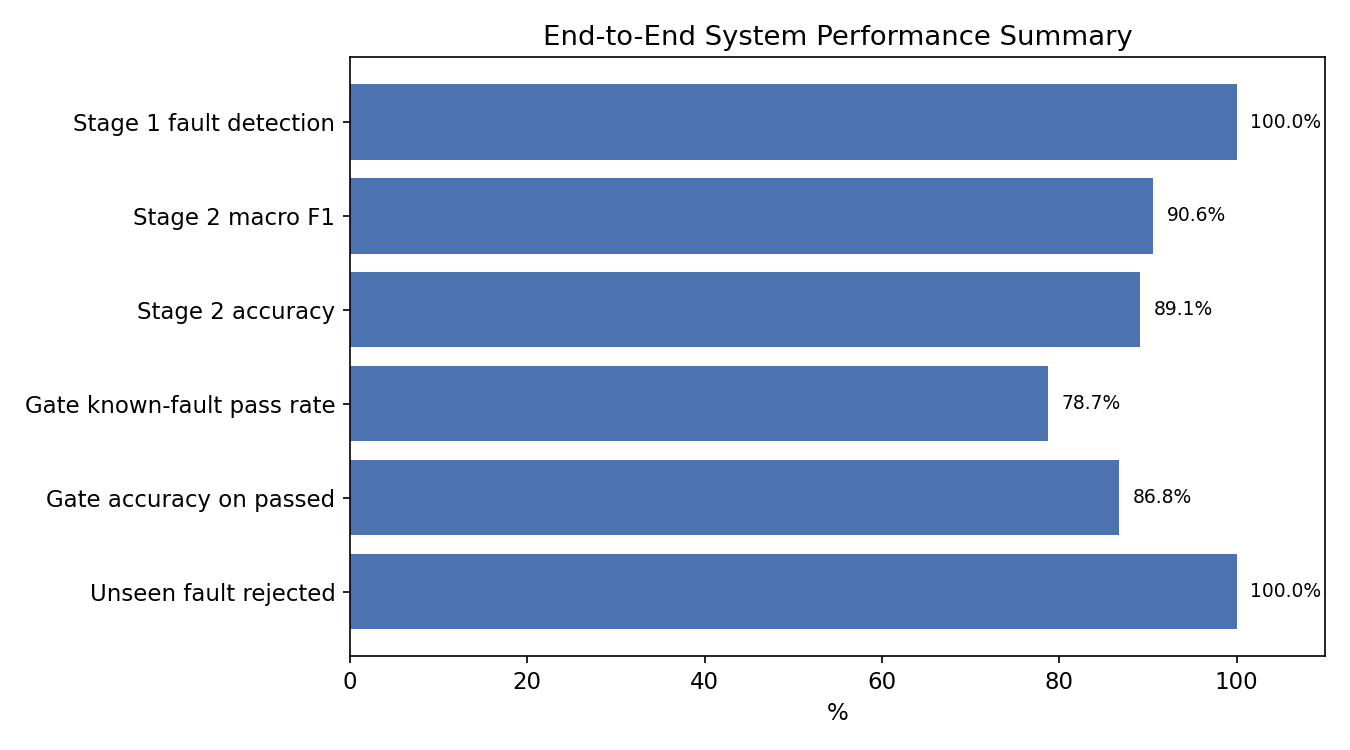 End-to-End System Performance Summary
Stage 1 fault detection 100.0%
Stage 2 macro F1 90.6%
Stage 2 accuracy 89.1%
Gate known-fault pass rate 78.7%
Gate accuracy on passed 86.8%
Unseen fault rejected 100.0%
0 20 40 60 80 100
%